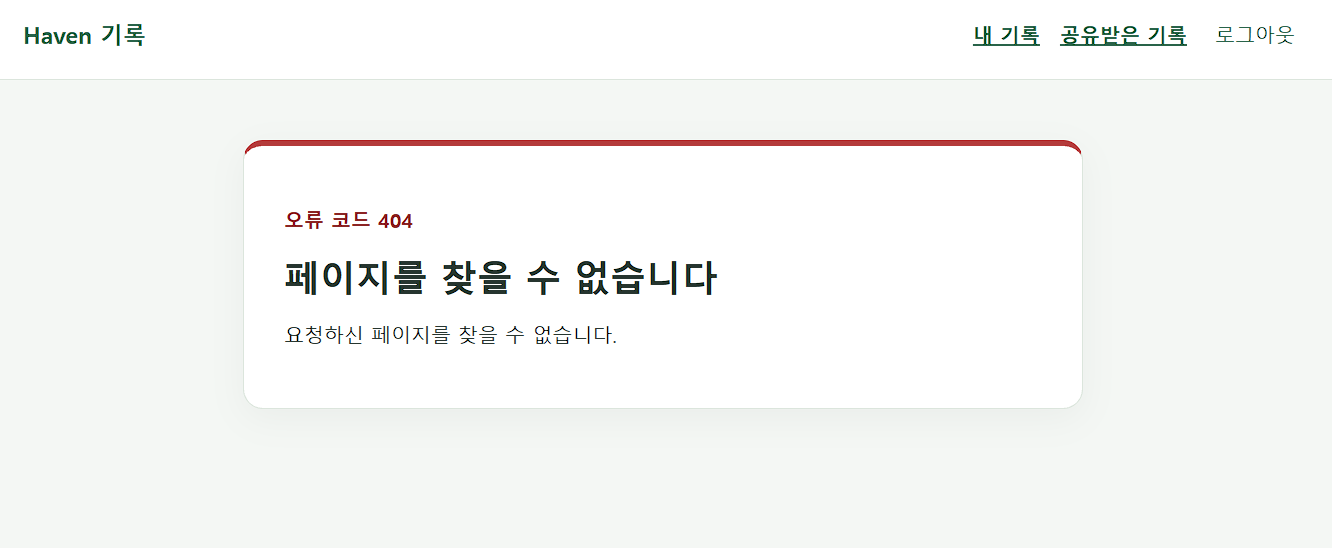 Haven 기록
내 기록 공유받은 기록 로그아웃
오류 코드 404
페이지를 찾을 수 없습니다
요청하신 페이지를 찾을 수 없습니다.